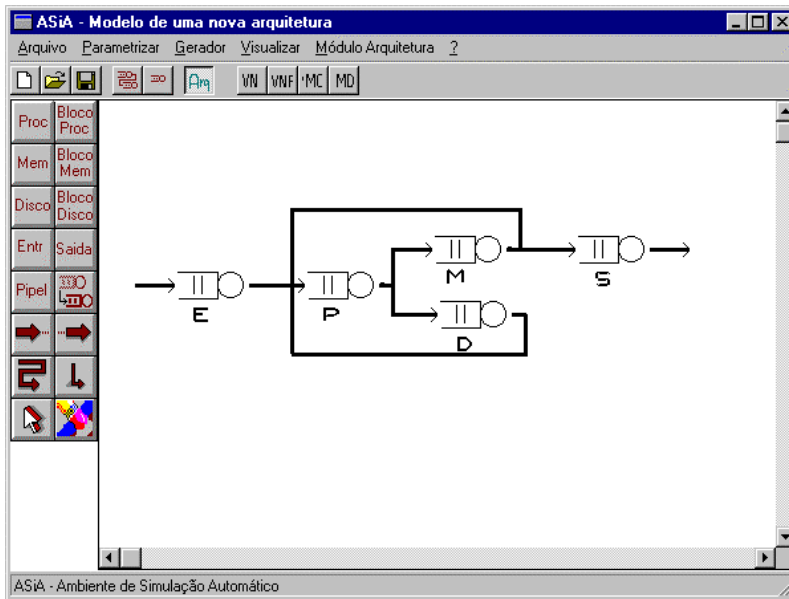 ASiA - Modelo de uma nova arquitetura
Arquivo Parametrizar Gerador Visualizar Módulo Arquitetura ?
Arq VN VNF MC MD
Proc Bloco Proc
Mem Bloco Mem
Disco Bloco Disco
Entr Saida
Pipel
M S
E P
D
ASiA - Ambiente de Simulação Automático